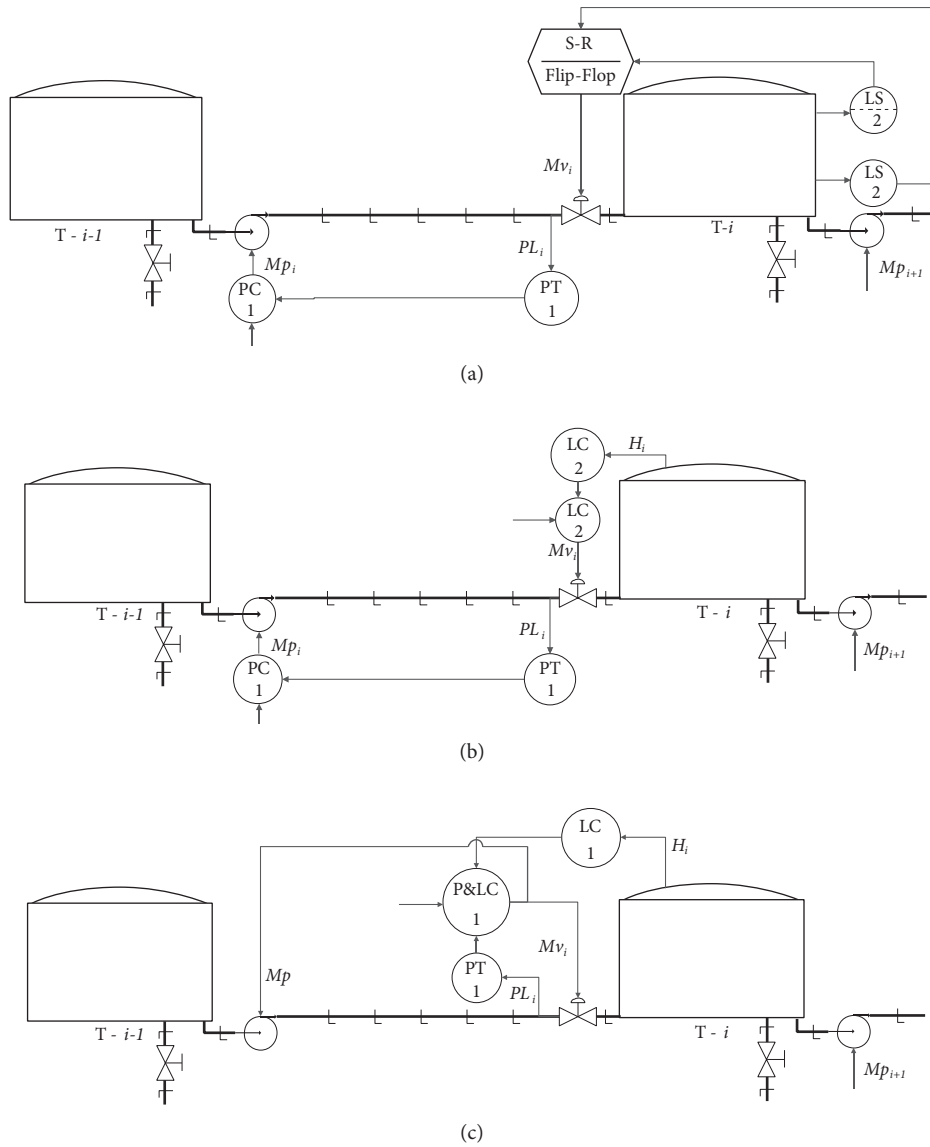 S-R
Flip-Flop
LS
2
LS
2
Mvᵢ
T - i-1
T-i
PLᵢ
Mpᵢ
Mpᵢ₊₁
PC
1
PT
1
(a)
LC
2
Hᵢ
LC
2
Mvᵢ
T - i-1
T - i
PLᵢ
Mpᵢ
Mpᵢ₊₁
PC
1
PT
1
(b)
LC
1
Hᵢ
P&LC
1
Mvᵢ
PT
1
Mp
PLᵢ
T - i-1
T - i
Mpᵢ₊₁
(c)